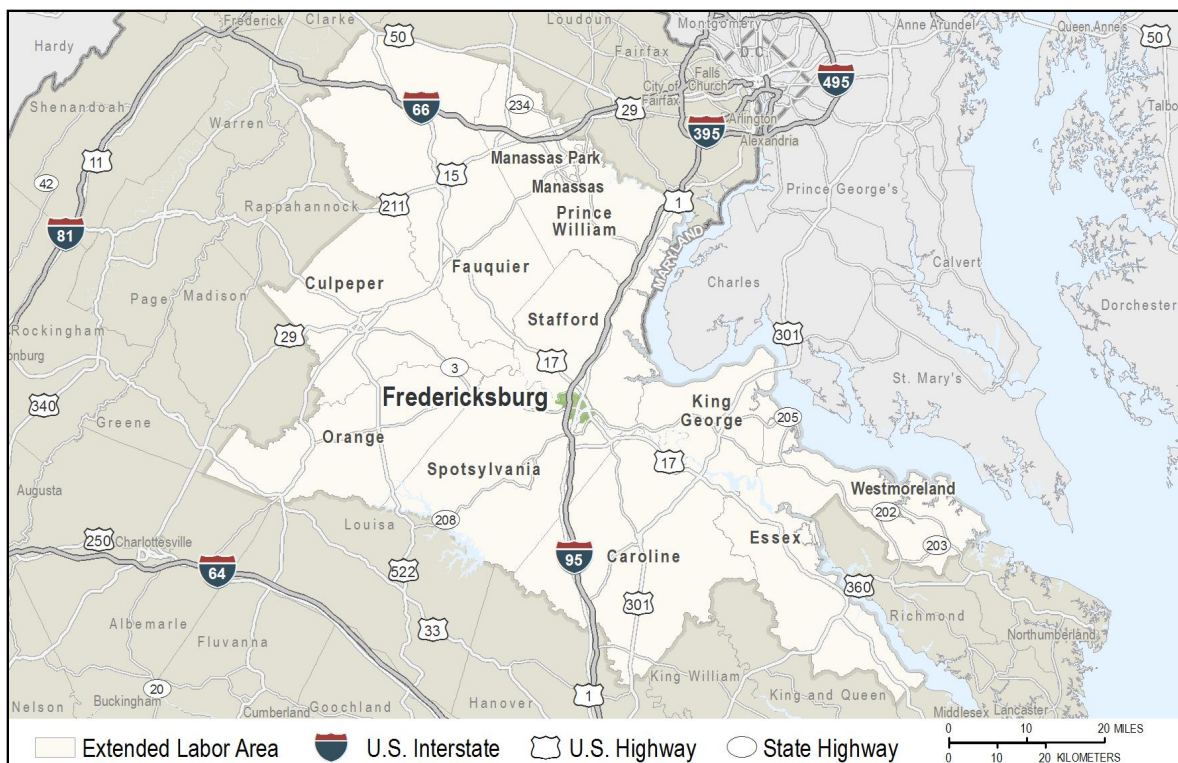 Frederick
Clarke
Loudoun
Montgomery
Anne Arundel
Queen Anne's
Hardy
50
50
DC
Fairfax
Falls
Church
City of
Fairfax
495
Talbo
Shenandoah
66
234
29
Arlington
395
Alexandria
Warren
11
Manassas Park
42
15
Manassas
Prince George's
Rappahannock
211
1
Prince
William
81
MARYLAND
Fauquier
Calvert
Culpeper
Charles
Page
Madison
Dorchester
Stafford
Rockingham
onburg
29
301
17
3
St. Mary's
Fredericksburg
340
King
George
205
Greene
Orange
Spotsylvania
17
Westmoreland
Augusta
202
Louisa
208
Essex
250
Charlottesville
203
95
Caroline
64
522
360
301
Richmond
Albemarle
33
Fluvanna
Northumberland
King William
20
1
King and Queen
Nelson
Buckingham
Cumberland
Goochland
Hanover
Middlesex
Lancaster
Extended Labor Area
U.S. Interstate
U.S. Highway
State Highway
0 10 20 MILES
0 10 20 KILOMETERS